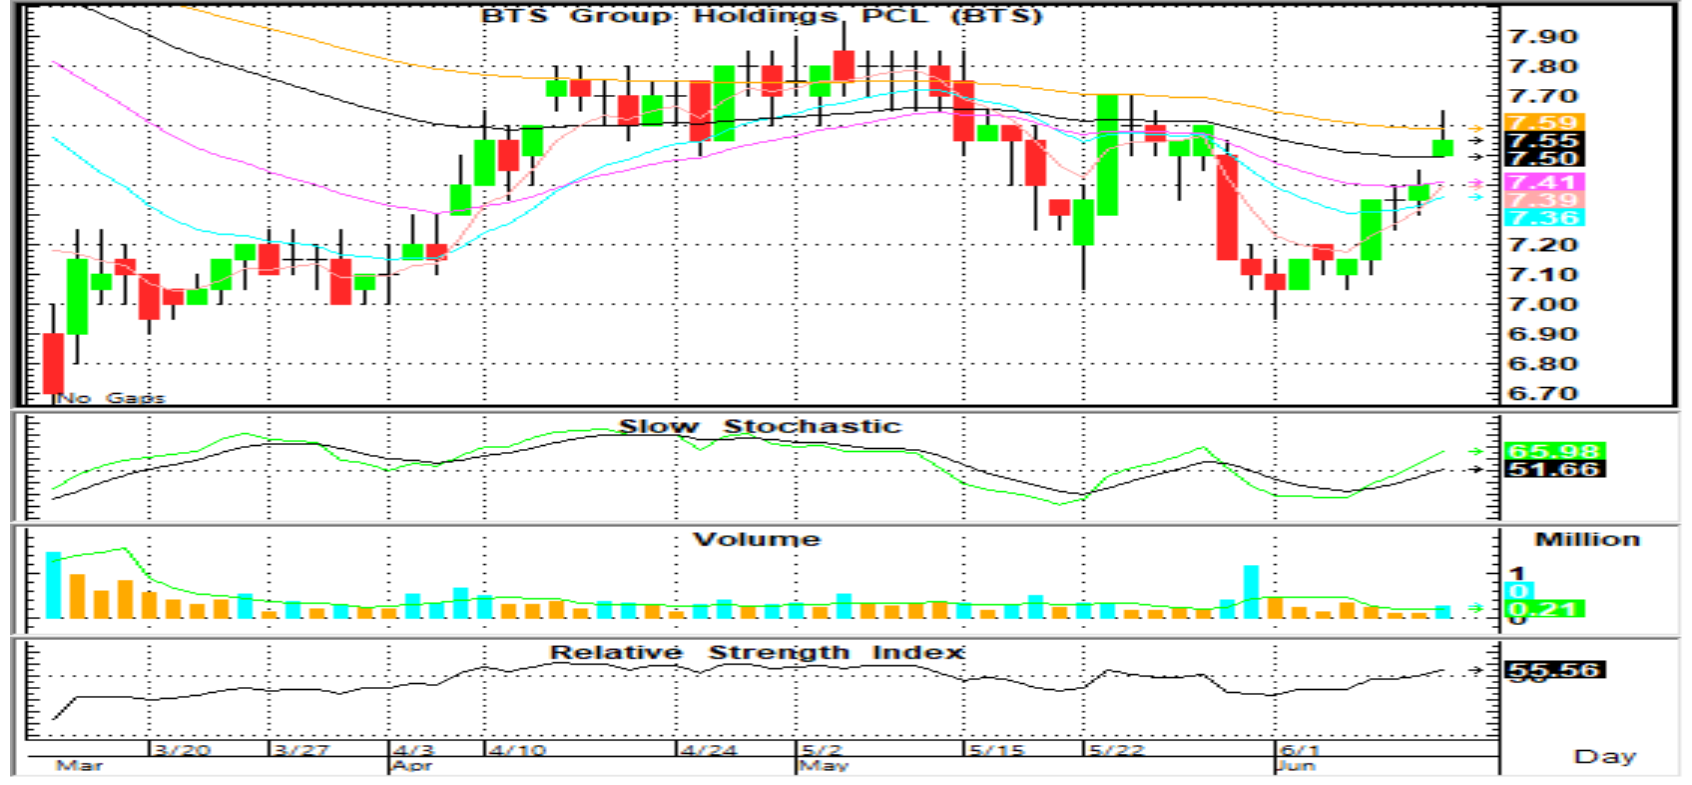 BTS Group Holdings PCL (BTS)
7.90
7.80
7.70
7.59
7.55
7.50
7.41
7.39
7.36
7.20
7.10
7.00
6.90
6.80
6.70
No Gaps
Slow Stochastic
65.98
51.66
Volume
Million
1
0
0.21
0
Relative Strength Index
55.56
3/20
3/27
4/3
4/10
4/24
5/2
5/15
5/22
6/1
Mar
Apr
May
Jun
Day